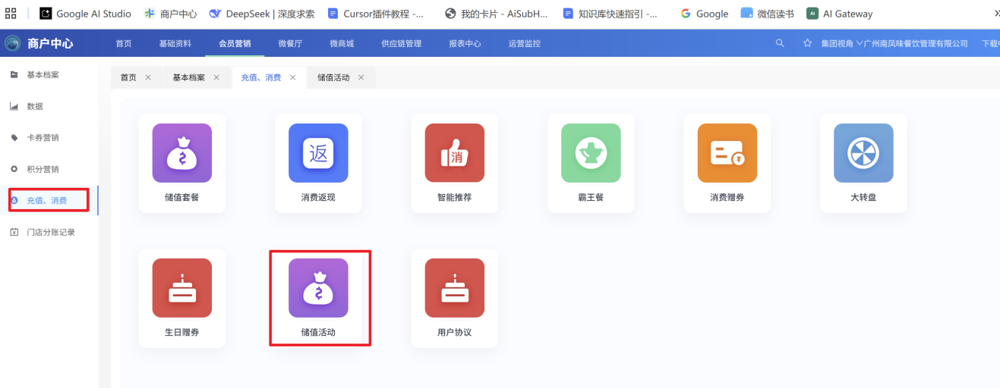 Google AI Studio 商户中心 DeepSeek | 深度求索 Cursor插件教程 -... 我的卡片 - AiSubH... 知识库快速指引 -... Google 微信读书 AI Gateway
商户中心 首页 基础资料 会员营销 微餐厅 微商城 供应链管理 报表中心 运营监控 集团视角 广州南凤味餐饮管理有限公司
基本档案
数据
卡券营销
积分营销
充值、消费
门店分账记录
首页 × 基本档案 × 充值、消费 × 储值活动 ×
返 消
储值套餐 消费返现 智能推荐 霸王餐 消费赠券 大转盘
生日赠券 储值活动 用户协议